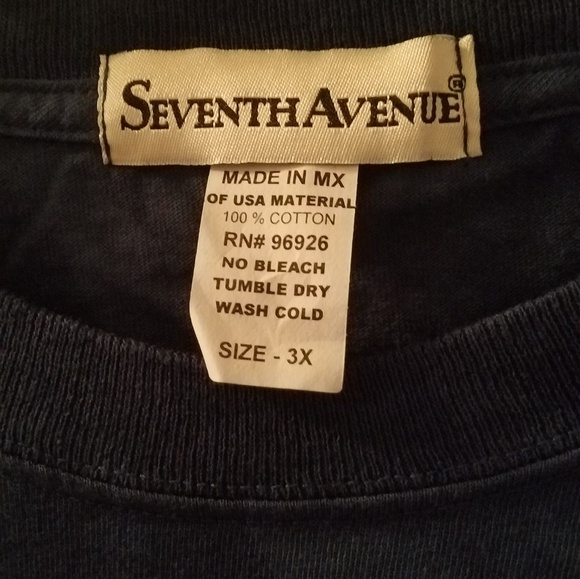 SEVENTH AVENUE®
MADE IN MX
OF USA MATERIAL
100 % COTTON
RN# 96926
NO BLEACH
TUMBLE DRY
WASH COLD
SIZE - 3X